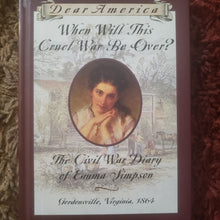 Dear America
When Will This
Cruel War Be Over?
The Civil War Diary
of Emma Simpson
Gordonsville, Virginia, 1864